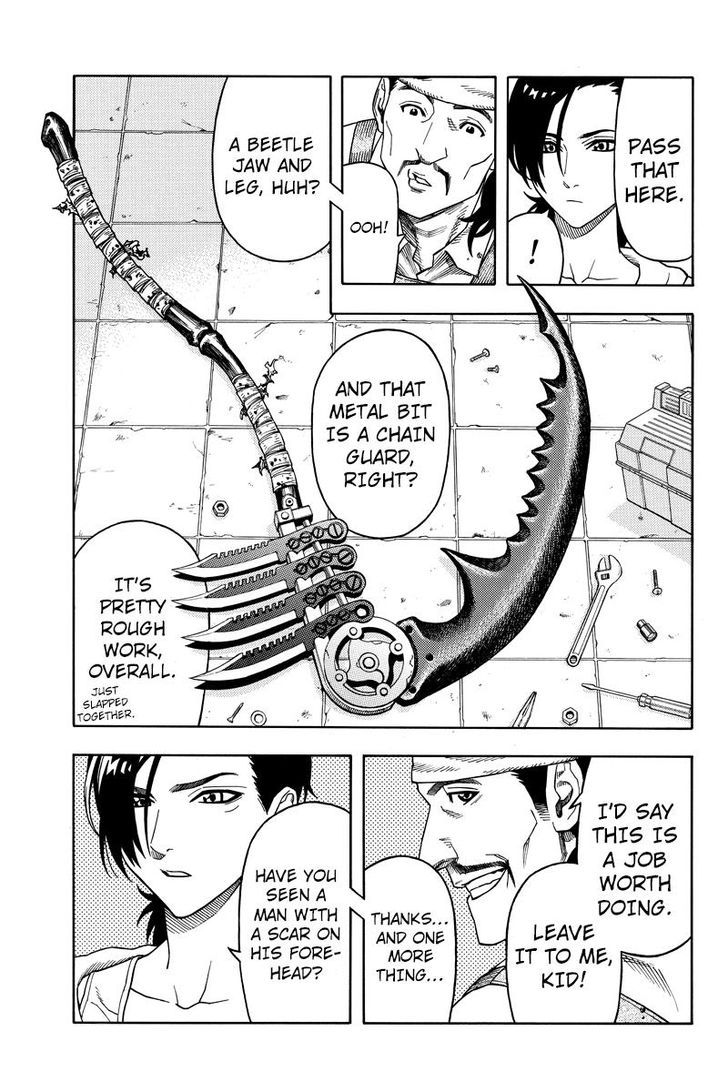 PASS
THAT
HERE.
!
OOH!
A BEETLE
JAW AND
LEG, HUH?
AND THAT
METAL BIT
IS A CHAIN
GUARD,
RIGHT?
IT'S
PRETTY
ROUGH
WORK,
OVERALL.
JUST
SLAPPED
TOGETHER.
I'D SAY
THIS IS
A JOB
WORTH
DOING.
LEAVE
IT TO ME,
KID!
THANKS...
AND ONE
MORE
THING...
HAVE YOU
SEEN A
MAN WITH
A SCAR ON
HIS FORE-
HEAD?